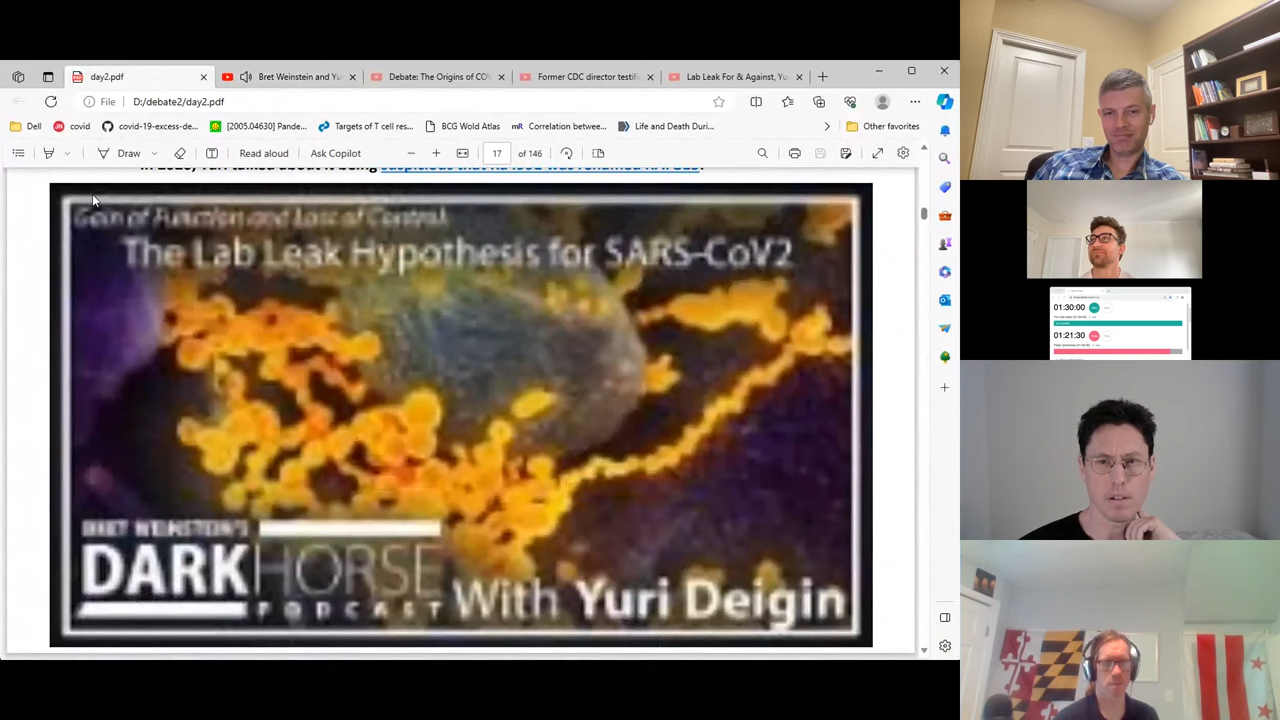 day2.pdf
Bret Weinstein and Yu
Debate: The Origins of CO
Former CDC director testif
Lab Leak For & Against, Yu
File
D:/debate2/day2.pdf
Dell
covid
covid-19-excess-de...
[2005.04630] Pande...
Targets of T cell res...
BCG Wold Atlas
Correlation betwee...
Life and Death Duri...
Other favorites
Draw
Read aloud
Ask Copilot
17
of 146
Gain of Function and Loss of Control:
The Lab Leak Hypothesis for SARS-CoV2
BRET WEINSTEIN'S
DARKHORSE
PODCAST
With Yuri Deigin
01:30:00
01:21:30